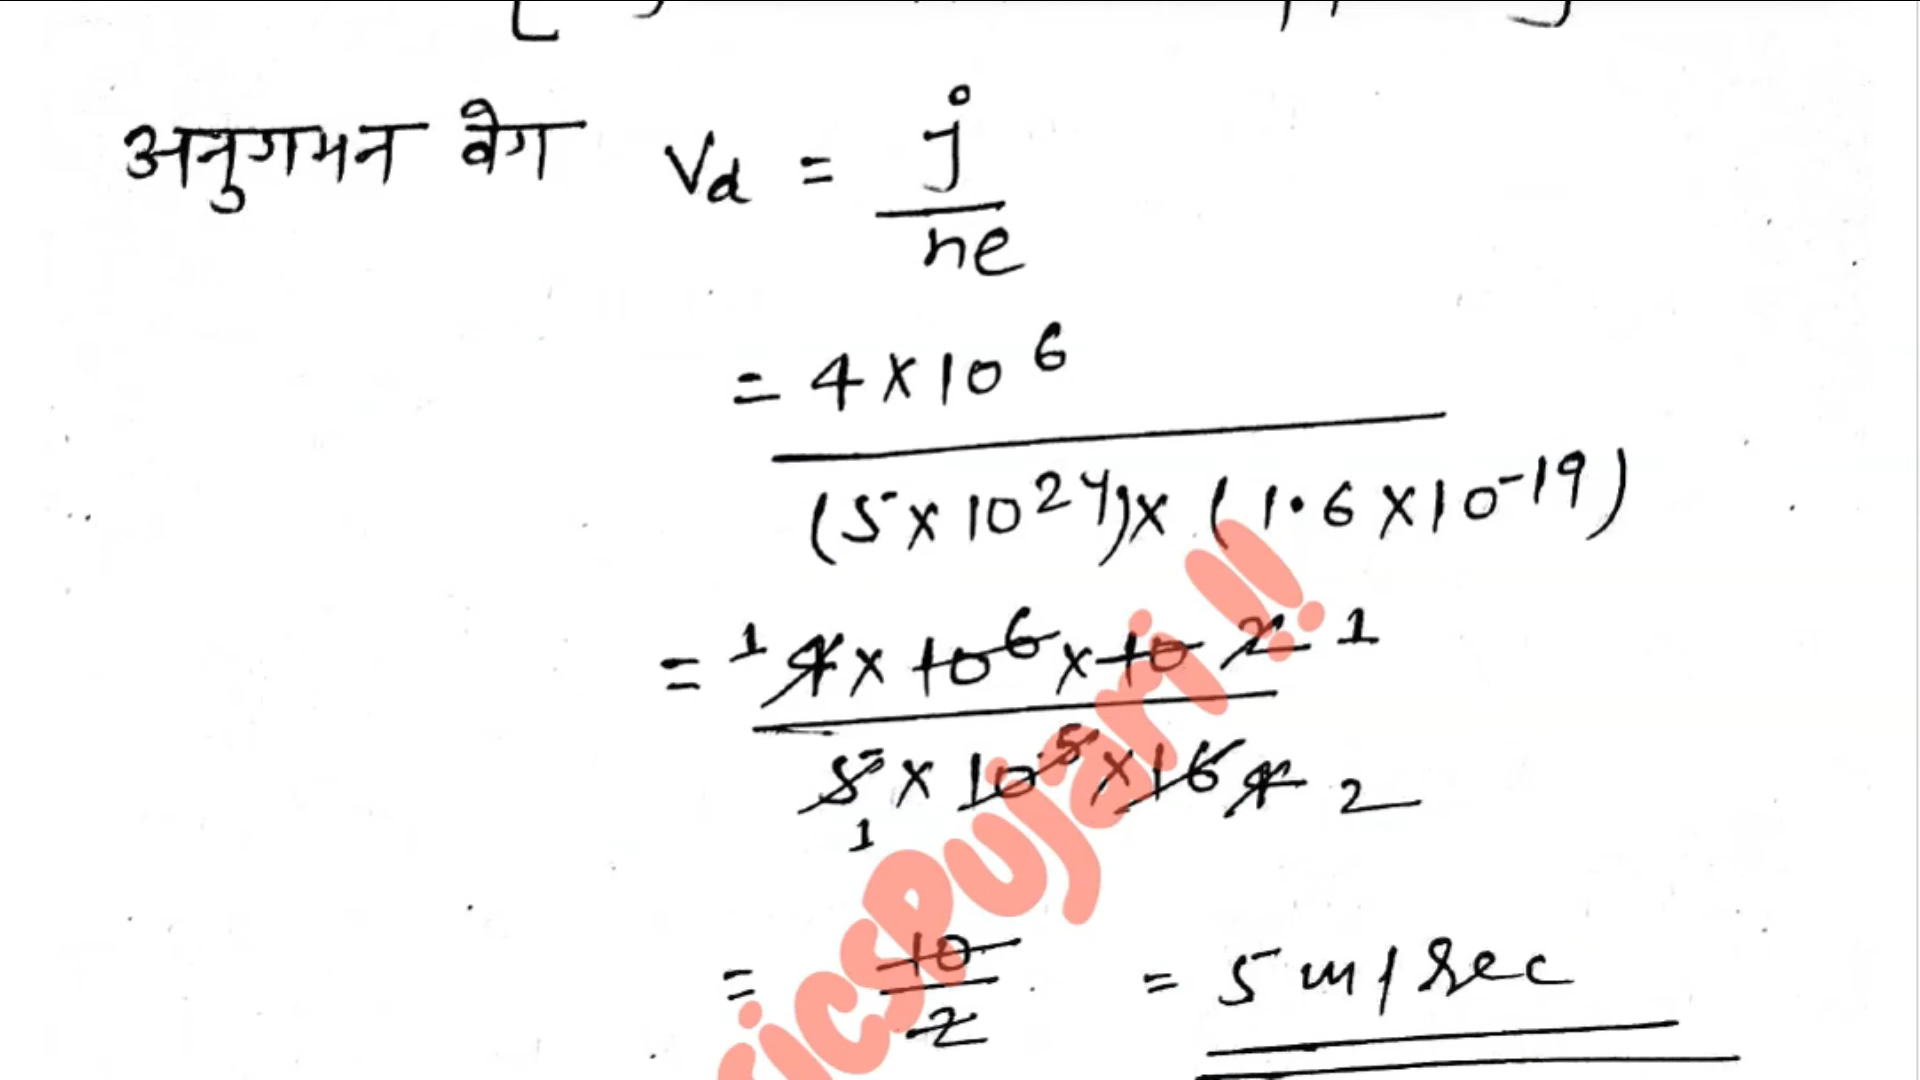 अनुगमन वेग Vd = j / ne
= 4 × 10^6 / (5 × 10^24) × (1.6 × 10^-19)
= 1 4 × 10^6 × 10 2 1 / 5 × 10^5 × 16 4 2
1
= 10 / 2 = 5 m/sec
icsPujari !!